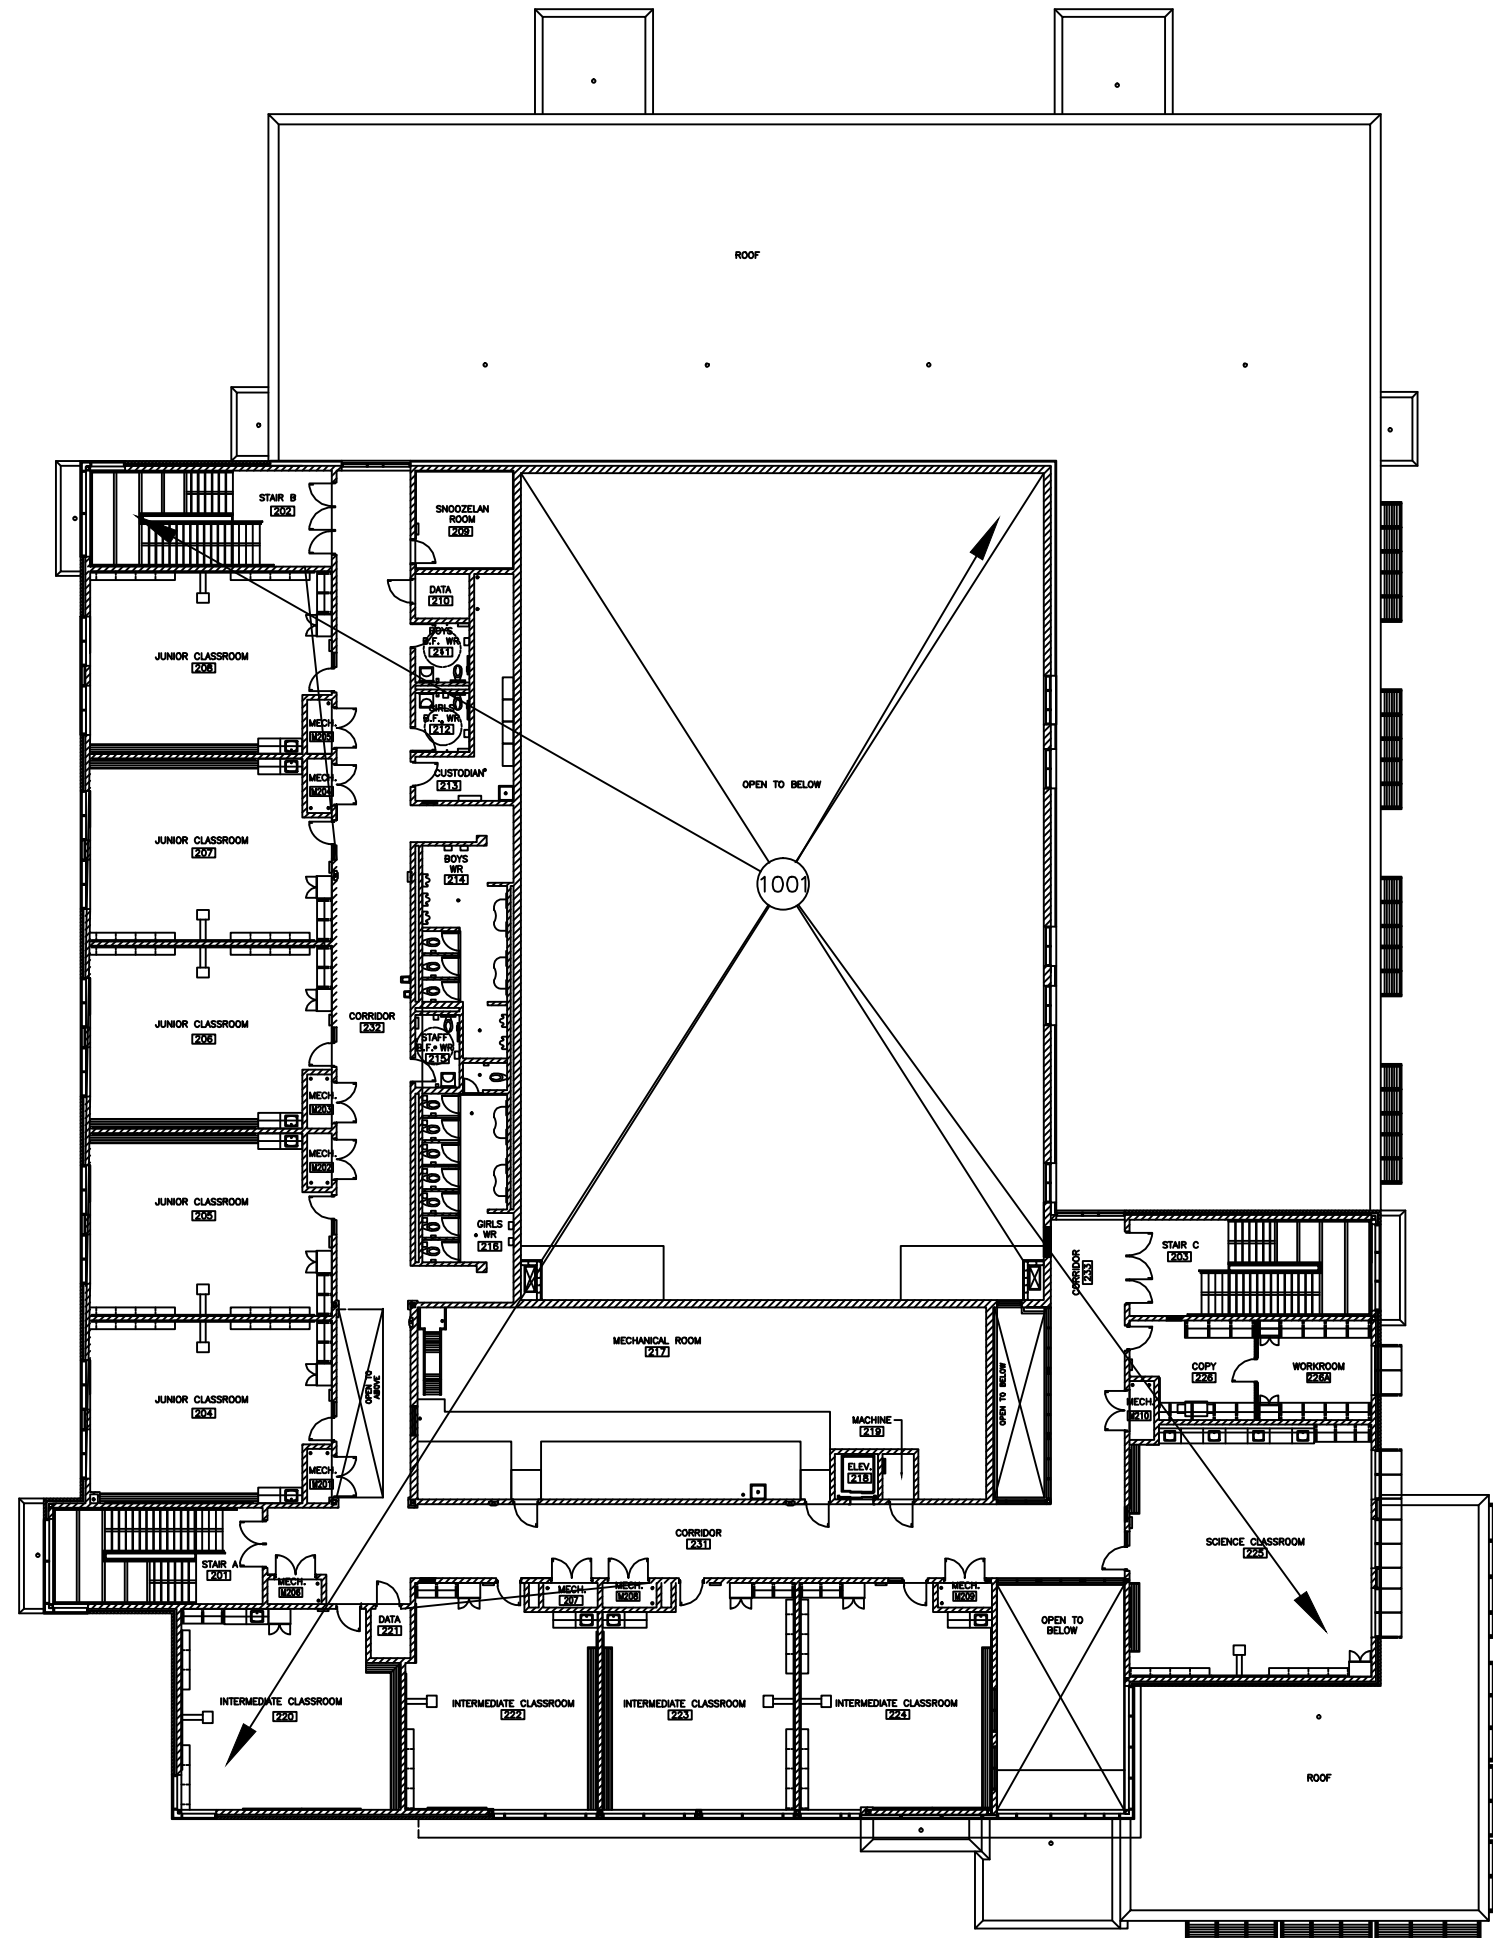 ROOF
STAIR B
202
SNOOZELAN
ROOM
209
DATA
210
BOYS
B.F. WR
211
JUNIOR CLASSROOM
208
GIRLS
B.F. WR
212
MECH.
M205
MECH.
M204
CUSTODIAN
213
OPEN TO BELOW
JUNIOR CLASSROOM
207
BOYS
WR
214
1001
CORRIDOR
232
JUNIOR CLASSROOM
206
STAFF
B.F. WR
215
MECH.
M203
MECH.
M202
JUNIOR CLASSROOM
205
GIRLS
WR
216
CORRIDOR
233
STAIR C
203
MECHANICAL ROOM
217
OPEN TO
ABOVE
OPEN TO BELOW
COPY
226
WORKROOM
226A
JUNIOR CLASSROOM
204
MECH.
M210
MACHINE
219
ELEV.
218
MECH.
M201
CORRIDOR
231
SCIENCE CLASSROOM
225
STAIR A
201
MECH.
M206
MECH.
207
MECH.
M208
MECH.
M209
DATA
221
OPEN TO
BELOW
INTERMEDIATE CLASSROOM
220
INTERMEDIATE CLASSROOM
222
INTERMEDIATE CLASSROOM
223
INTERMEDIATE CLASSROOM
224
ROOF